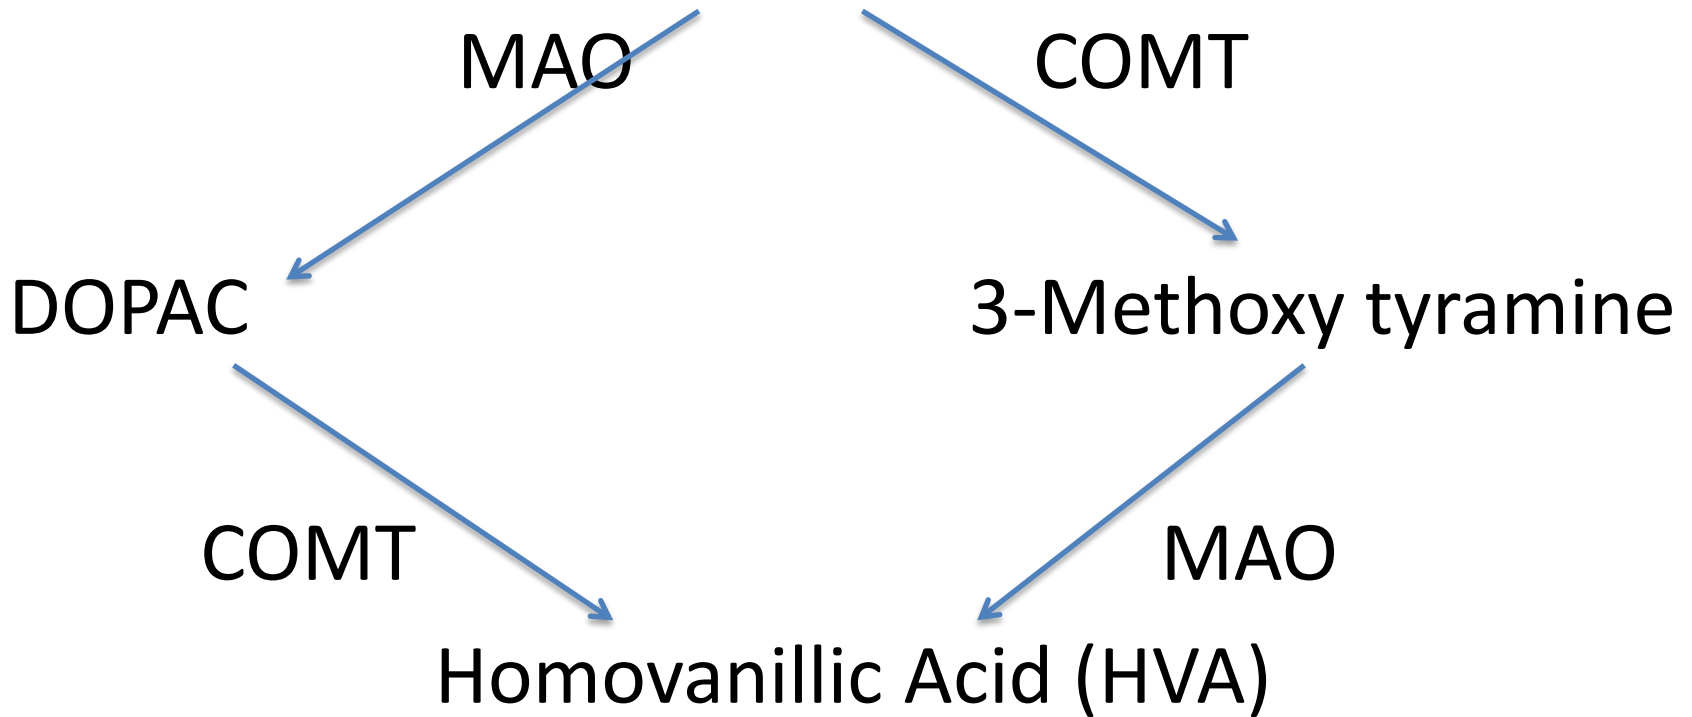 MAO
COMT
DOPAC
3-Methoxy tyramine
COMT
MAO
Homovanillic Acid (HVA)